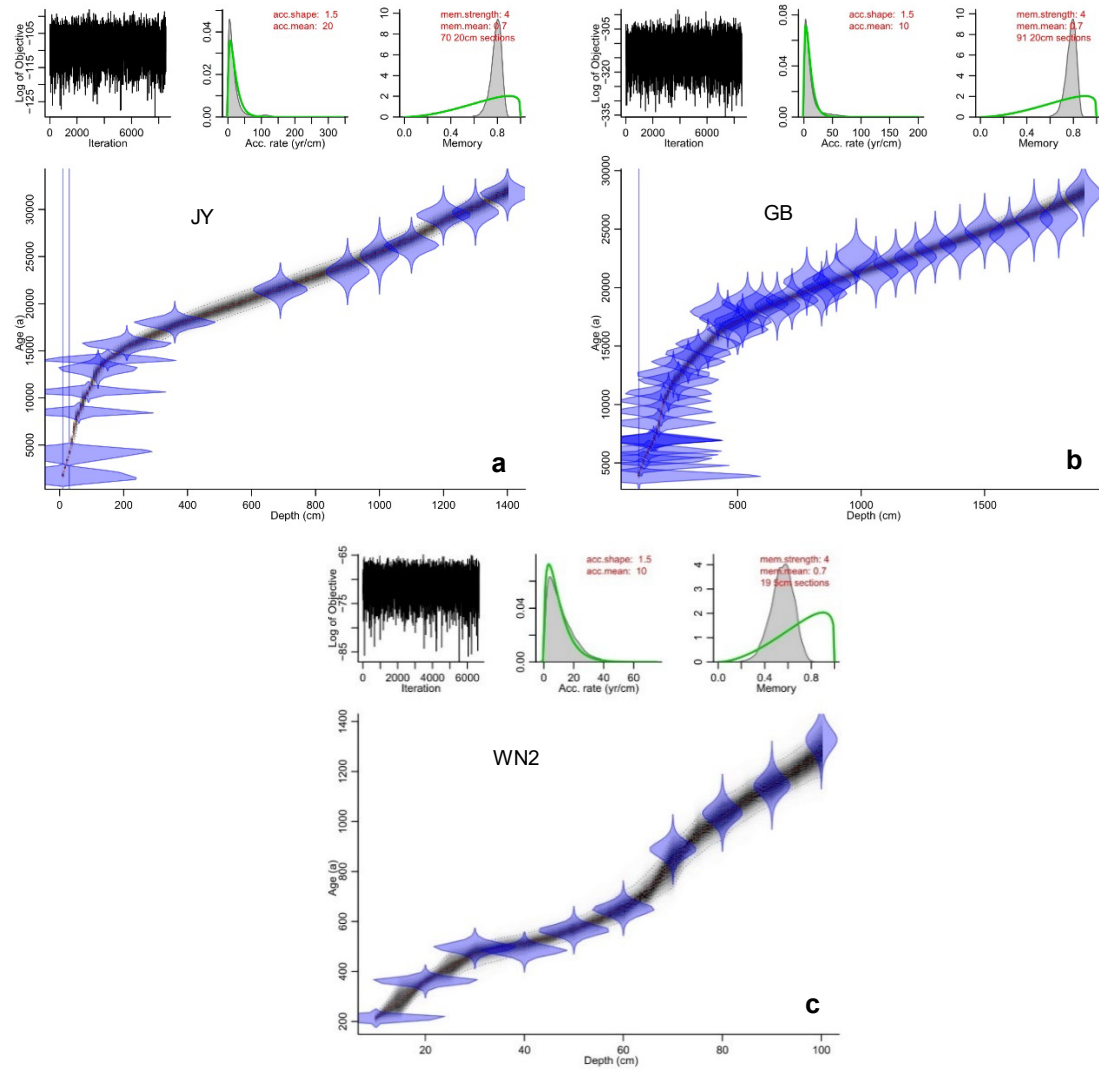 acc.shape: 1.5
acc.mean: 20
mem.strength: 4
mem.mean: 0.7
70 20cm sections
Log of Objective
−105
−115
−125
0 2000 6000
Iteration
0.04
0.02
0.00
0 100 200 300
Acc. rate (yr/cm)
10
8
6
4
2
0
0.0 0.4 0.8
Memory
acc.shape: 1.5
acc.mean: 10
mem.strength: 4
mem.mean: 0.7
91 20cm sections
Log of Objective
−305
−320
−335
0 2000 4000 6000
Iteration
0.08
0.04
0.00
0 50 100 150 200
Acc. rate (yr/cm)
10
8
6
4
2
0
0.0 0.4 0.8
Memory
JY
Age (a)
30000
25000
20000
15000
10000
5000
0 200 400 600 800 1000 1200 1400
Depth (cm)
a
GB
Age (a)
30000
25000
20000
15000
10000
5000
500 1000 1500
Depth (cm)
b
acc.shape: 1.5
acc.mean: 10
mem.strength: 4
mem.mean: 0.7
19 5cm sections
Log of Objective
−65
−75
−85
0 2000 4000 6000
Iteration
0.04
0.00
0 20 40 60
Acc. rate (yr/cm)
4
3
2
1
0
0.0 0.4 0.8
Memory
WN2
Age (a)
1400
1200
1000
800
600
400
200
20 40 60 80 100
Depth (cm)
c